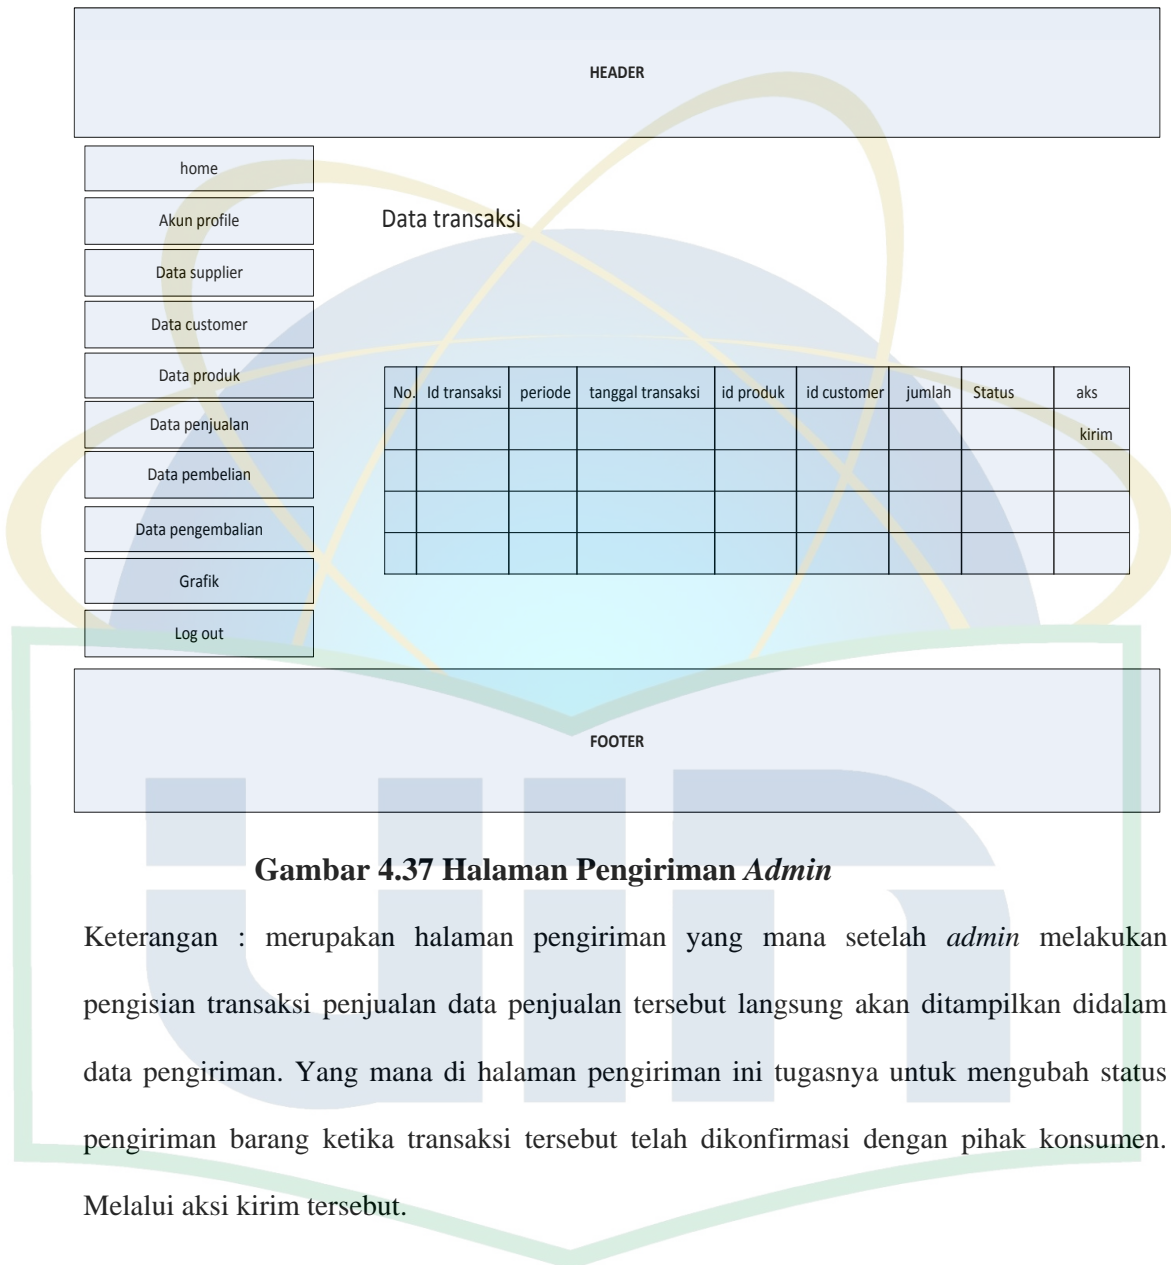 HEADER
home
Akun profile
Data supplier
Data customer
Data produk
Data penjualan
Data pembelian
Data pengembalian
Grafik
Log out
Data transaksi
No. Id transaksi periode tanggal transaksi id produk id customer jumlah Status aks
kirim
FOOTER
Gambar 4.37 Halaman Pengiriman Admin
Keterangan : merupakan halaman pengiriman yang mana setelah admin melakukan
pengisian transaksi penjualan data penjualan tersebut langsung akan ditampilkan didalam
data pengiriman. Yang mana di halaman pengiriman ini tugasnya untuk mengubah status
pengiriman barang ketika transaksi tersebut telah dikonfirmasi dengan pihak konsumen.
Melalui aksi kirim tersebut.
uin